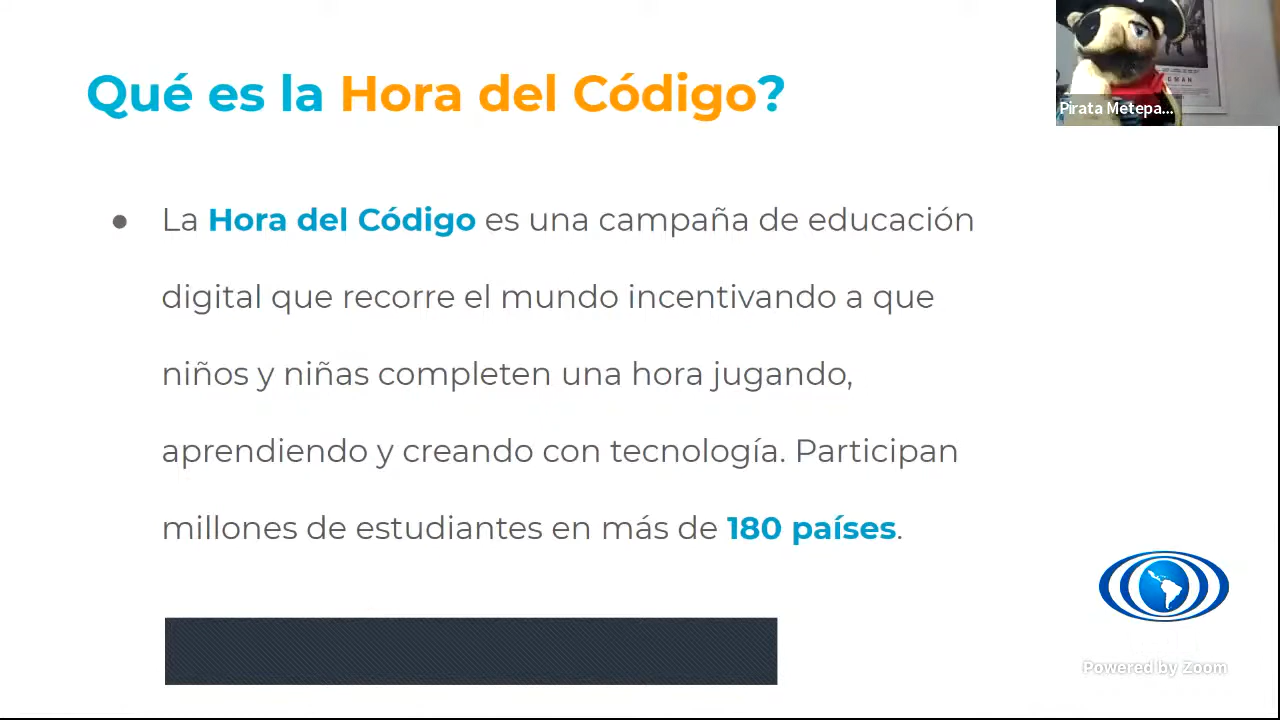 Qué es la Hora del Código?
Pirata Metepa...
EMAN
● La Hora del Código es una campaña de educación
digital que recorre el mundo incentivando a que
niños y niñas completen una hora jugando,
aprendiendo y creando con tecnología. Participan
millones de estudiantes en más de 180 países.
Powered by Zoom